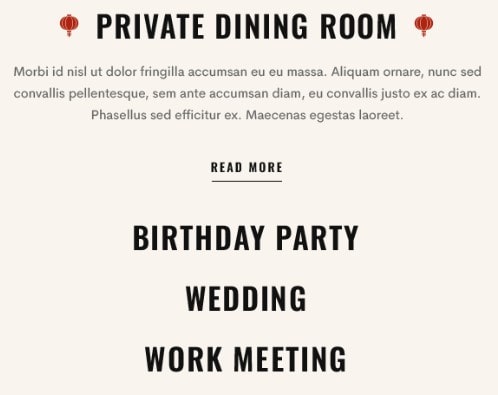 PRIVATE DINING ROOM
Morbi id nisl ut dolor fringilla accumsan eu eu massa. Aliquam ornare, nunc sed
convallis pellentesque, sem ante accumsan diam, eu convallis justo ex ac diam.
Phasellus sed efficitur ex. Maecenas egestas laoreet.
READ MORE
BIRTHDAY PARTY
WEDDING
WORK MEETING